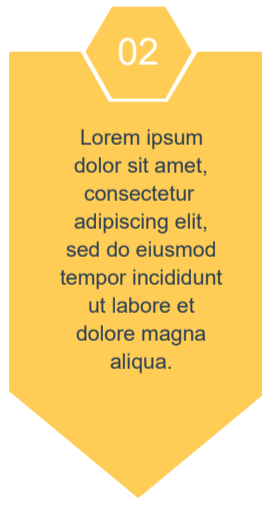 02
Lorem ipsum
dolor sit amet,
consectetur
adipiscing elit,
sed do eiusmod
tempor incididunt
ut labore et
dolore magna
aliqua.